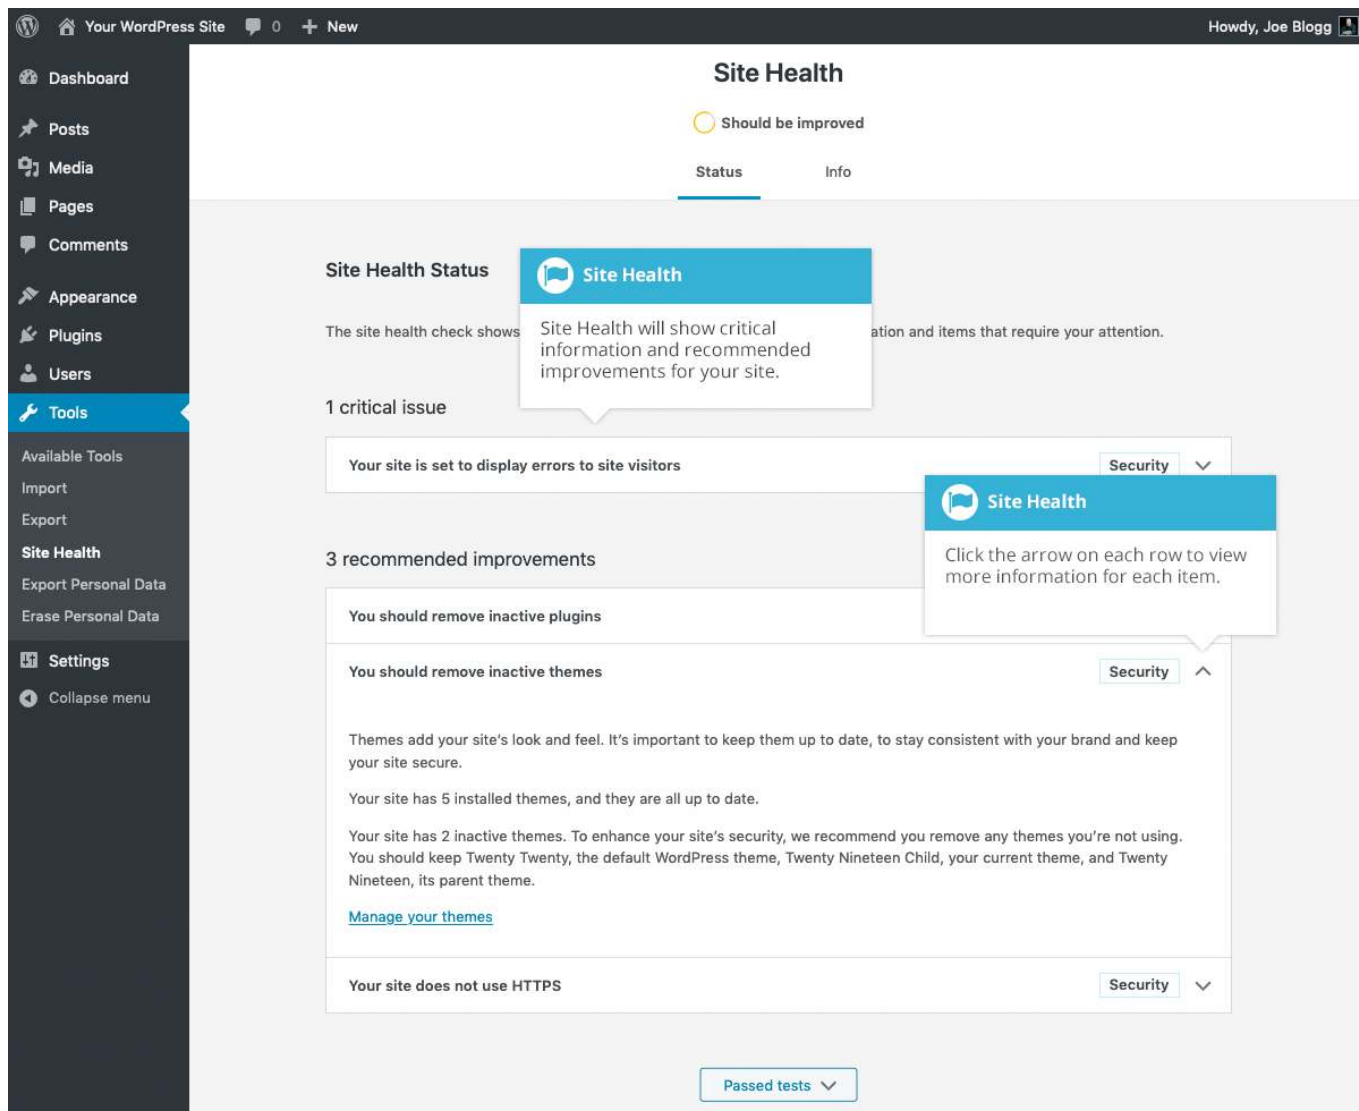 Your WordPress Site 0 New Howdy, Joe Blogg
Dashboard
Posts
Media
Pages
Comments
Appearance
Plugins
Users
Tools
Available Tools
Import
Export
Site Health
Export Personal Data
Erase Personal Data
Settings
Collapse menu
Site Health
Should be improved
Status Info
Site Health Status
The site health check shows
ation and items that require your attention.
Site Health
Site Health will show critical
information and recommended
improvements for your site.
1 critical issue
Your site is set to display errors to site visitors Security
Site Health
Click the arrow on each row to view
more information for each item.
3 recommended improvements
You should remove inactive plugins
You should remove inactive themes Security
Themes add your site's look and feel. It's important to keep them up to date, to stay consistent with your brand and keep
your site secure.
Your site has 5 installed themes, and they are all up to date.
Your site has 2 inactive themes. To enhance your site's security, we recommend you remove any themes you're not using.
You should keep Twenty Twenty, the default WordPress theme, Twenty Nineteen Child, your current theme, and Twenty
Nineteen, its parent theme.
Manage your themes
Your site does not use HTTPS Security
Passed tests